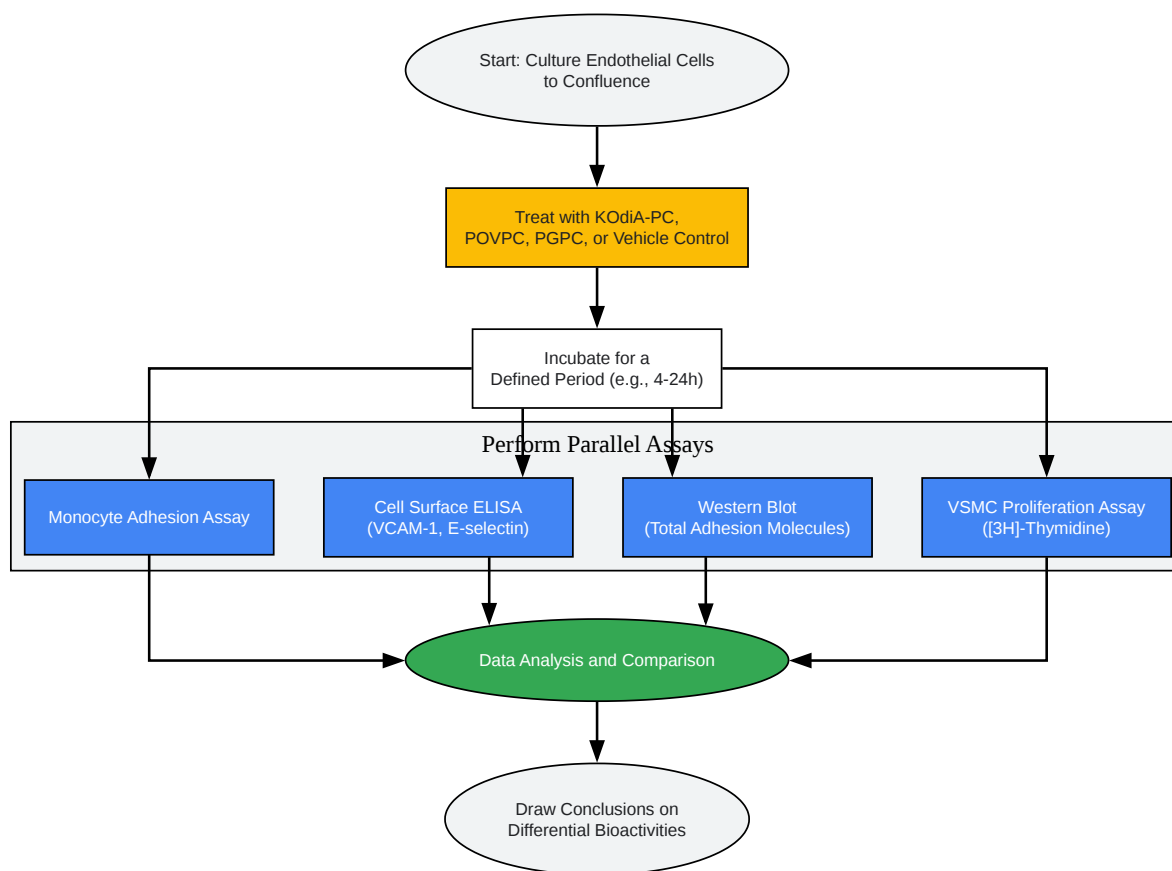 Start: Culture Endothelial Cells
to Confluence
Treat with KOdiA-PC,
POVPC, PGPC, or Vehicle Control
Incubate for a
Defined Period (e.g., 4-24h)
Perform Parallel Assays
Monocyte Adhesion Assay
Cell Surface ELISA
(VCAM-1, E-selectin)
Western Blot
(Total Adhesion Molecules)
VSMC Proliferation Assay
([3H]-Thymidine)
Data Analysis and Comparison
Draw Conclusions on
Differential Bioactivities